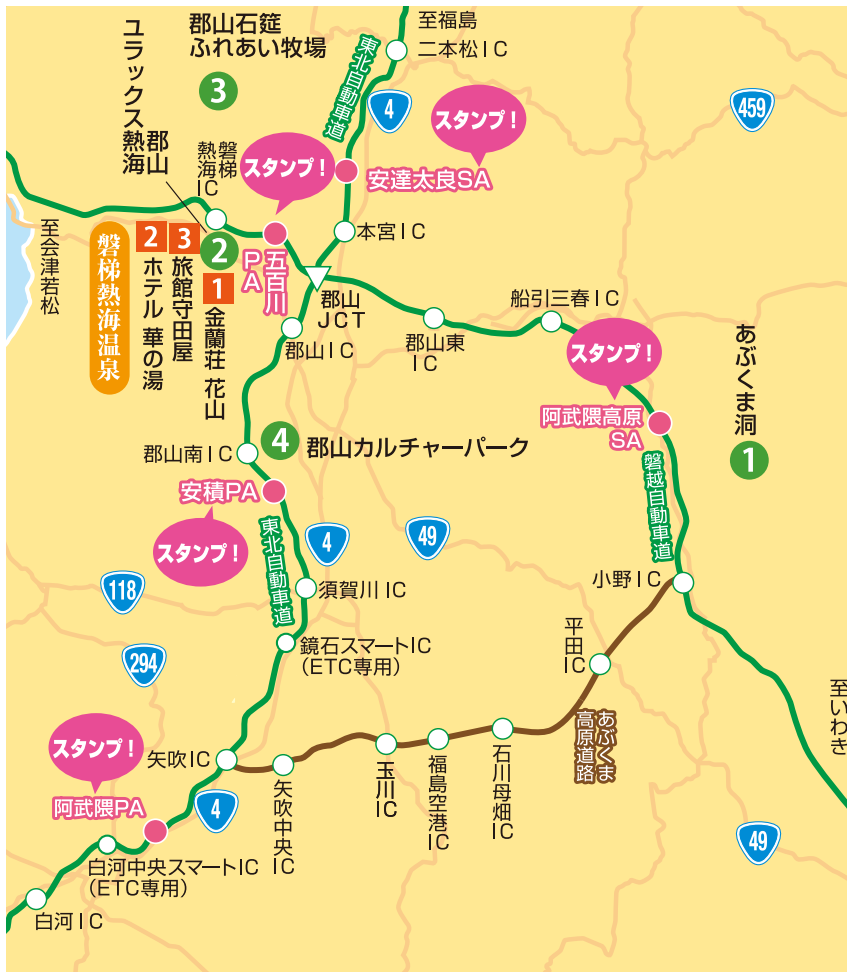 至福島
二本松IC
東北自動車道
4
スタンプ!
安達太良SA
459
郡山石筵
ふれあい牧場
3
ユラックス熱海
郡山
磐梯
熱海
IC
スタンプ!
至会津若松
磐梯熱海温泉
2
ホテル 華の湯
3
旅館守田屋
2
1
金蘭荘 花山
五百川
PA
本宮IC
郡山
JCT
郡山IC
郡山東
IC
船引三春IC
スタンプ!
阿武隈高原
SA
あぶくま洞
1
磐越自動車道
郡山南IC
4
郡山カルチャーパーク
安積PA
スタンプ!
東北自動車道
4
49
118
294
須賀川IC
鏡石スマートIC
(ETC専用)
小野IC
平田
IC
至いわき
あぶくま
高原道路
スタンプ!
阿武隈PA
矢吹IC
4
矢吹中央IC
玉川IC
福島空港IC
石川母畑IC
49
白河中央スマートIC
(ETC専用)
白河IC